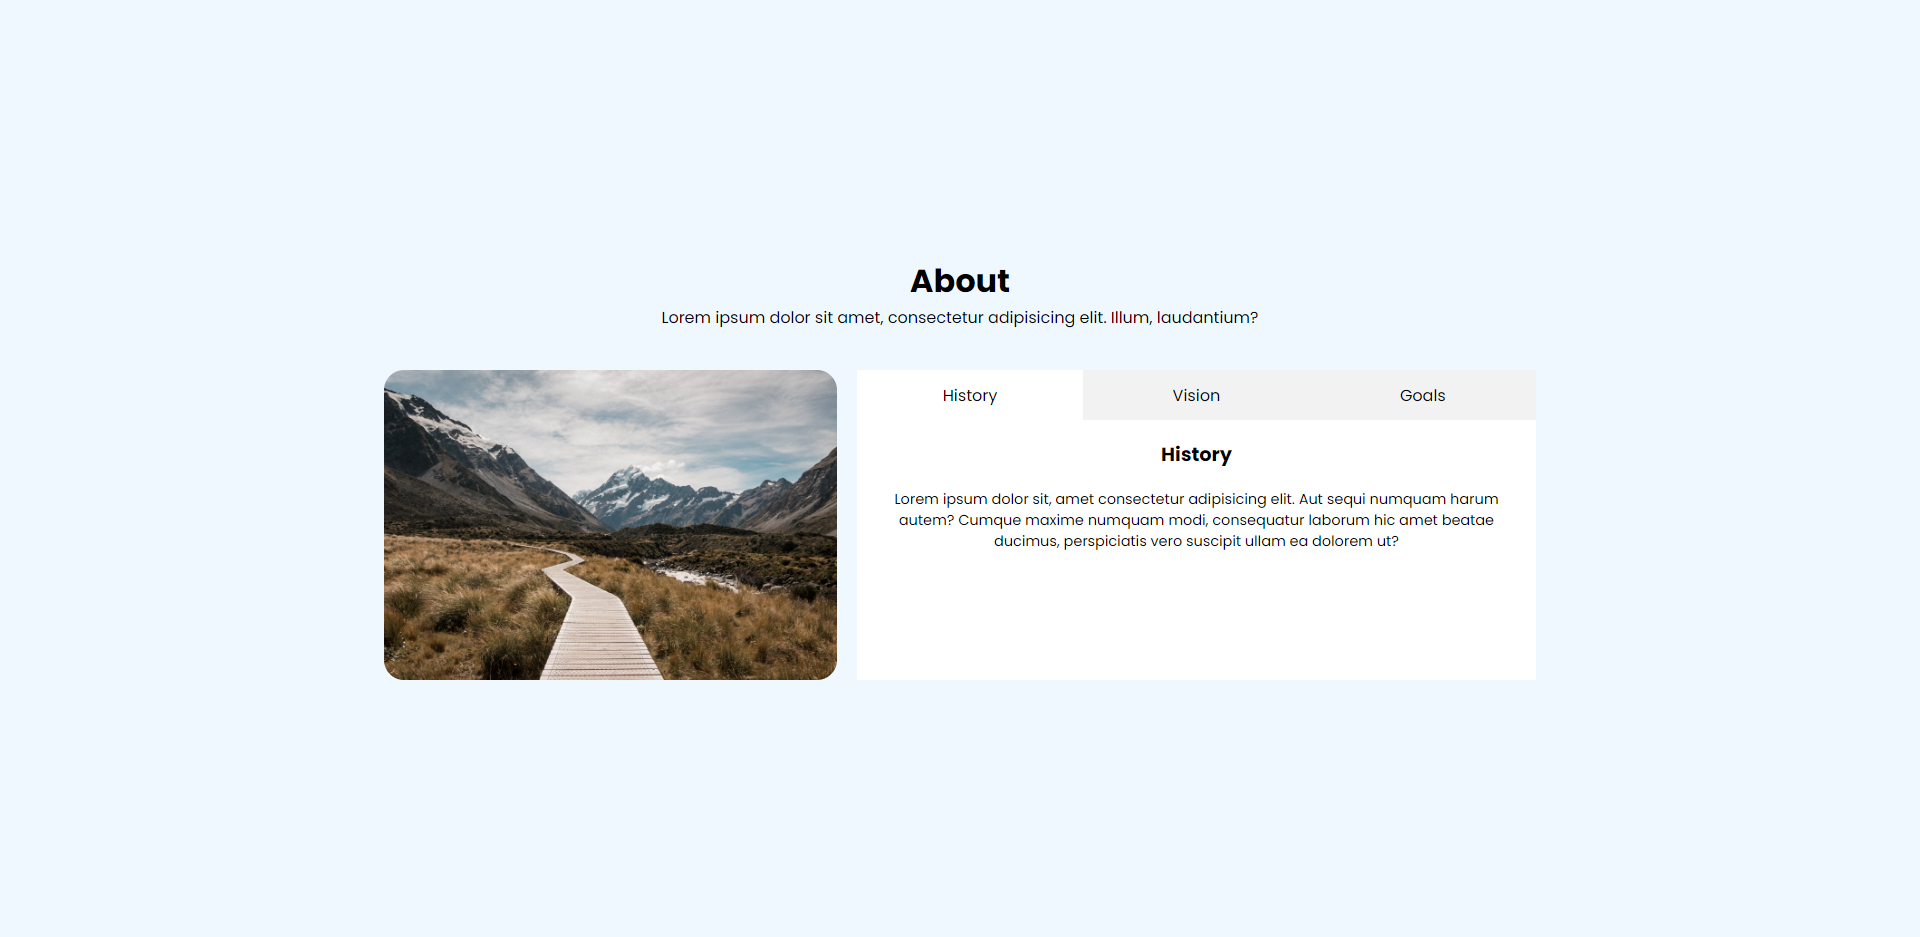 About
Lorem ipsum dolor sit amet, consectetur adipisicing elit. Illum, laudantium?
History
Vision
Goals
History
Lorem ipsum dolor sit, amet consectetur adipisicing elit. Aut sequi numquam harum
autem? Cumque maxime numquam modi, consequatur laborum hic amet beatae
ducimus, perspiciatis vero suscipit ullam ea dolorem ut?